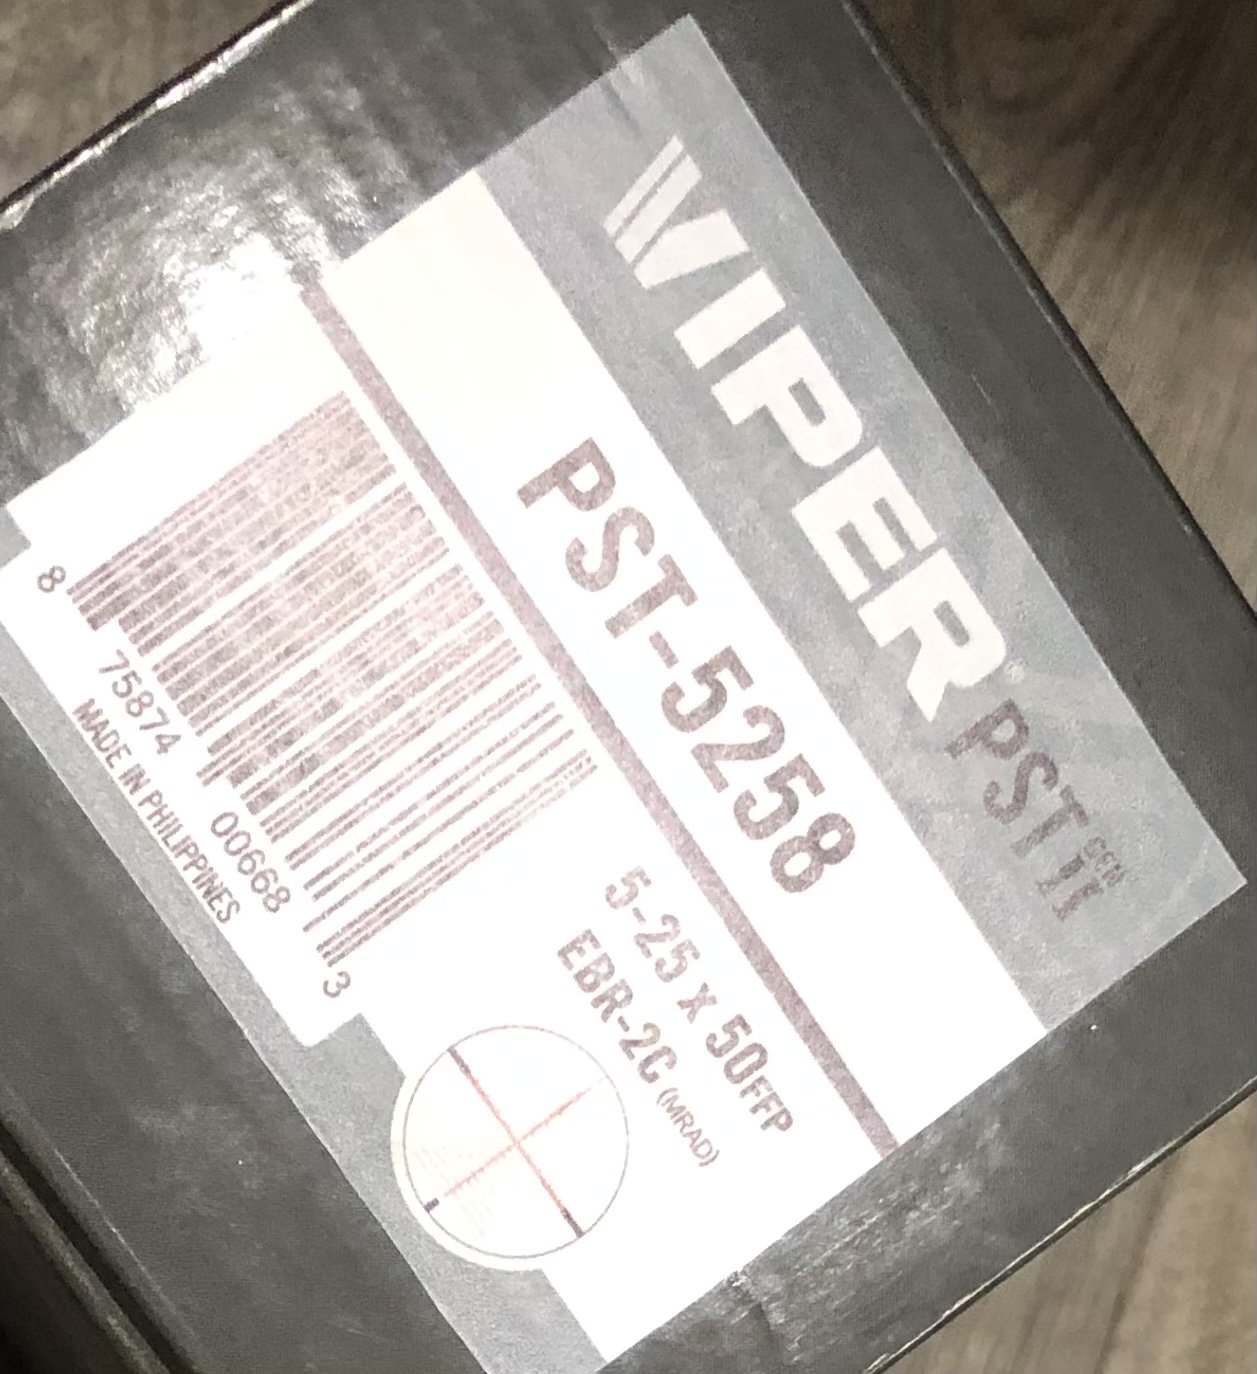 VIPER® PST GEN II
PST-5258
5-25 X 50FFP
EBR-2C (MRAD)
8 75874 00668 3
MADE IN PHILIPPINES